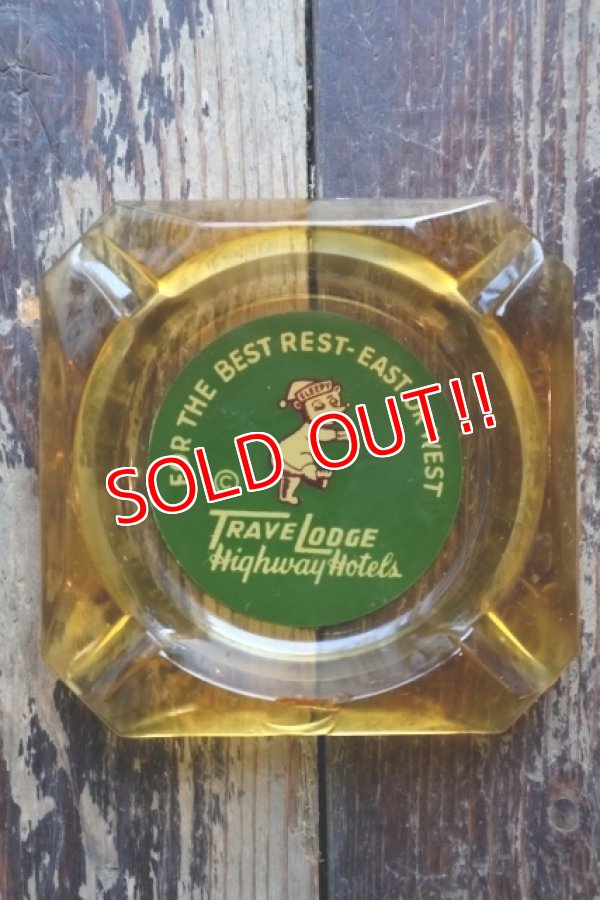 FOR THE BEST REST-EAST OR WEST
SLEEPY
SOLD OUT!!
©
TRAVELODGE
Highway Hotels